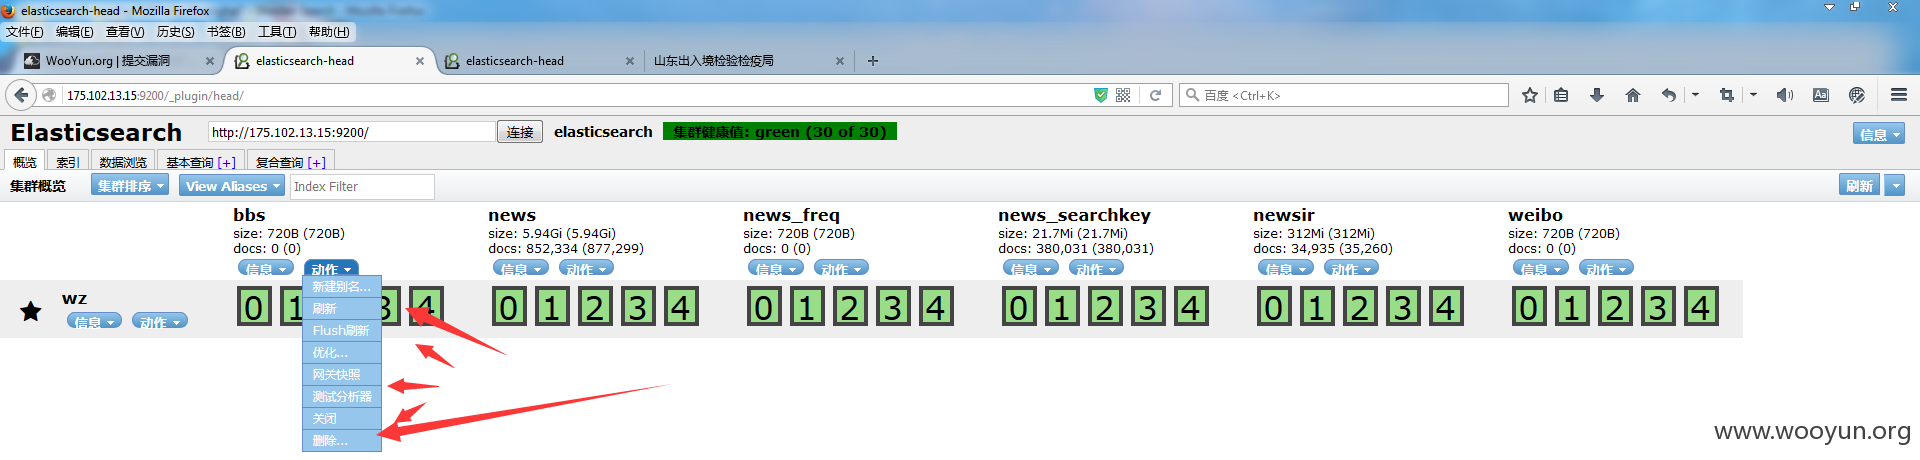 elasticsearch-head - Mozilla Firefox
文件(F) 编辑(E) 查看(V) 历史(S) 书签(B) 工具(T) 帮助(H)
WooYun.org | 提交漏洞 × elasticsearch-head × elasticsearch-head × 山东出入境检验检疫局 × +
175.102.13.15:9200/_plugin/head/ 百度 <Ctrl+K>
Elasticsearch http://175.102.13.15:9200/ 连接 elasticsearch 集群健康值: green (30 of 30) 信息
概览 索引 数据浏览 基本查询 [+] 复合查询 [+]
集群概览 集群排序 View Aliases Index Filter 刷新
bbs news news_freq news_searchkey newsir weibo
size: 720B (720B) size: 5.94Gi (5.94Gi) size: 720B (720B) size: 21.7Mi (21.7Mi) size: 312Mi (312Mi) size: 720B (720B)
docs: 0 (0) docs: 852,334 (877,299) docs: 0 (0) docs: 380,031 (380,031) docs: 34,935 (35,260) docs: 0 (0)
信息 动作 信息 动作 信息 动作 信息 动作 信息 动作 信息 动作
wz 0 1 3 4 0 1 2 3 4 0 1 2 3 4 0 1 2 3 4 0 1 2 3 4 0 1 2 3 4
信息 动作
新建别名...
刷新
Flush刷新
优化...
网关快照
测试分析器
关闭
删除...
www.wooyun.org